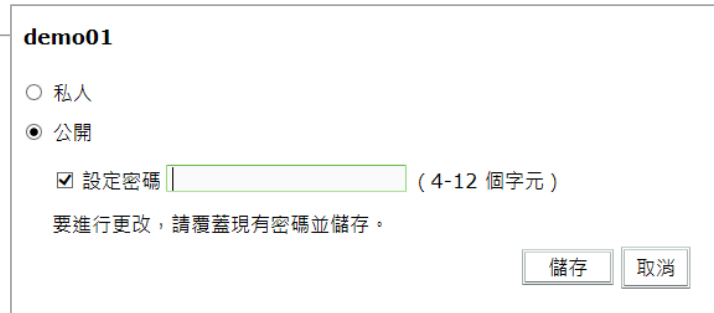 demo01
私人
公開
設定密碼 (4-12 個字元)
要進行更改,請覆蓋現有密碼並儲存。
儲存 取消